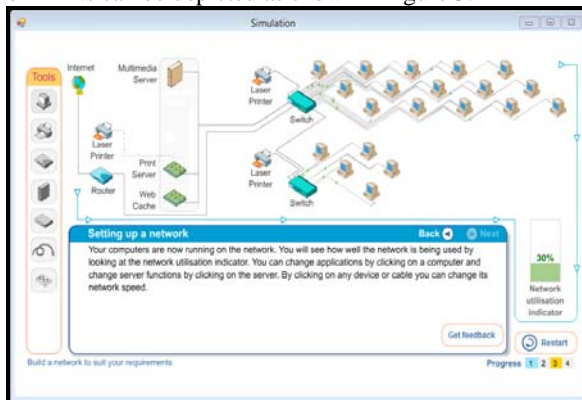 Simulation
Tools
Internet
Multimedia
Server
Laser
Printer
Switch
Laser
Printer
Print
Server
Laser
Printer
Router
Web
Cache
Switch
Setting up a network
Back
Next
Your computers are now running on the network. You will see how well the network is being used by
looking at the network utilisation indicator. You can change applications by clicking on a computer and
change server functions by clicking on the server. By clicking on any device or cable you can change its
network speed.
Get feedback
30%
Network
utilisation
indicator
Restart
Build a network to suit your requirements
Progress 1 2 3 4